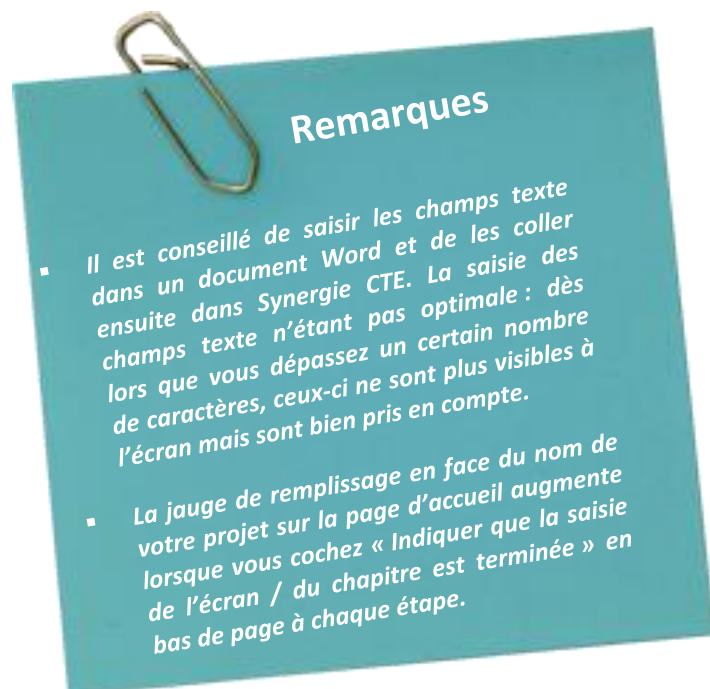 Remarques
▪ Il est conseillé de saisir les champs texte
dans un document Word et de les coller
ensuite dans Synergie CTE. La saisie des
champs texte n’étant pas optimale : dès
lors que vous dépassez un certain nombre
de caractères, ceux-ci ne sont plus visibles à
l’écran mais sont bien pris en compte.
▪ La jauge de remplissage en face du nom de
votre projet sur la page d’accueil augmente
lorsque vous cochez « Indiquer que la saisie
de l’écran / du chapitre est terminée » en
bas de page à chaque étape.